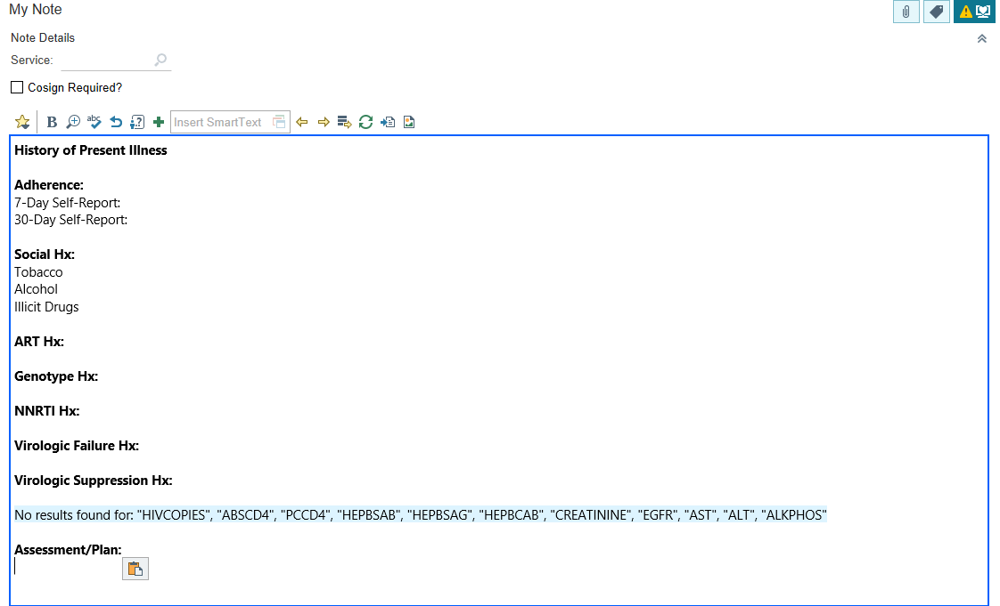 My Note
Note Details
Service:
Cosign Required?
B abc Insert SmartText
History of Present Illness
Adherence:
7-Day Self-Report:
30-Day Self-Report:
Social Hx:
Tobacco
Alcohol
Illicit Drugs
ART Hx:
Genotype Hx:
NNRTI Hx:
Virologic Failure Hx:
Virologic Suppression Hx:
No results found for: "HIVCOPIES", "ABSCD4", "PCCD4", "HEPBSAB", "HEPBSAG", "HEPBCAB", "CREATININE", "EGFR", "AST", "ALT", "ALKPHOS"
Assessment/Plan: